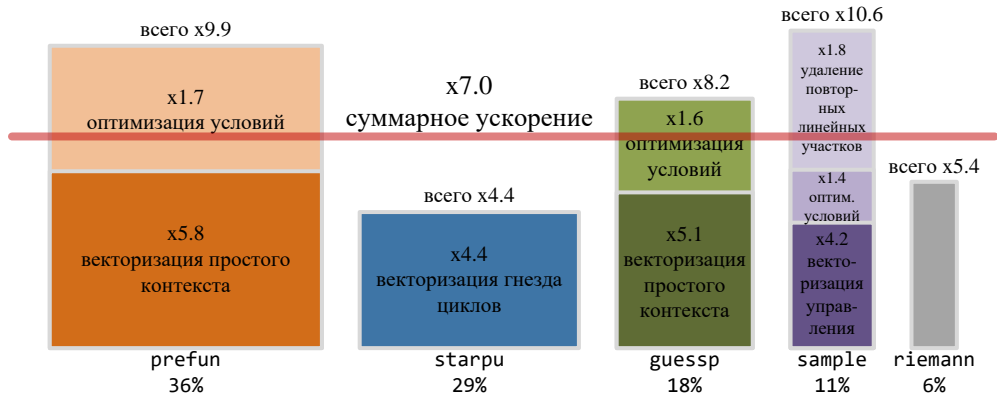 всего x9.9
x1.7
оптимизация условий
x5.8
векторизация простого
контекста
prefun
36%
x7.0
суммарное ускорение
всего x4.4
x4.4
векторизация гнезда
циклов
starpu
29%
всего x8.2
x1.6
оптимизация
условий
x5.1
векторизация
простого
контекста
guessp
18%
всего x10.6
x1.8
удаление
повтор-
ных
линейных
участков
x1.4
оптим.
условий
x4.2
векто-
ризация
управ-
ления
sample
11%
всего x5.4
riemann
6%